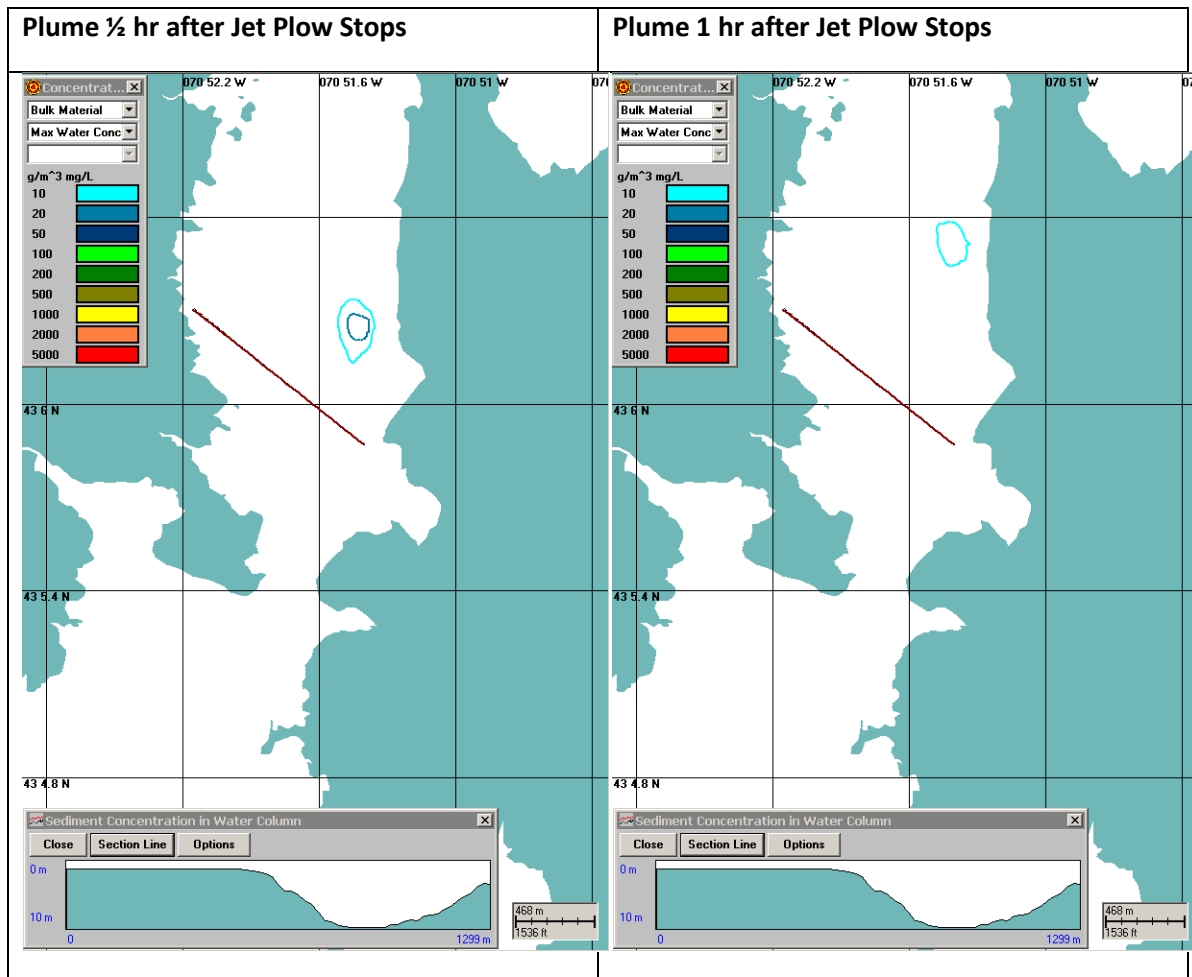 Plume ½ hr after Jet Plow Stops
070 52.2 W
070 51.6 W
070 51 W
Concentrat...
Bulk Material
Max Water Conc
g/m^3 mg/L
10
20
50
100
200
500
1000
2000
5000
43 6 N
43 5.4 N
43 4.8 N
Sediment Concentration in Water Column
Close
Section Line
Options
0 m
10 m
0
1299 m
468 m
1536 ft
Plume 1 hr after Jet Plow Stops
070 52.2 W
070 51.6 W
070 51 W
Concentrat...
Bulk Material
Max Water Conc
g/m^3 mg/L
10
20
50
100
200
500
1000
2000
5000
43 6 N
43 5.4 N
43 4.8 N
Sediment Concentration in Water Column
Close
Section Line
Options
0 m
10 m
0
1299 m
468 m
1536 ft